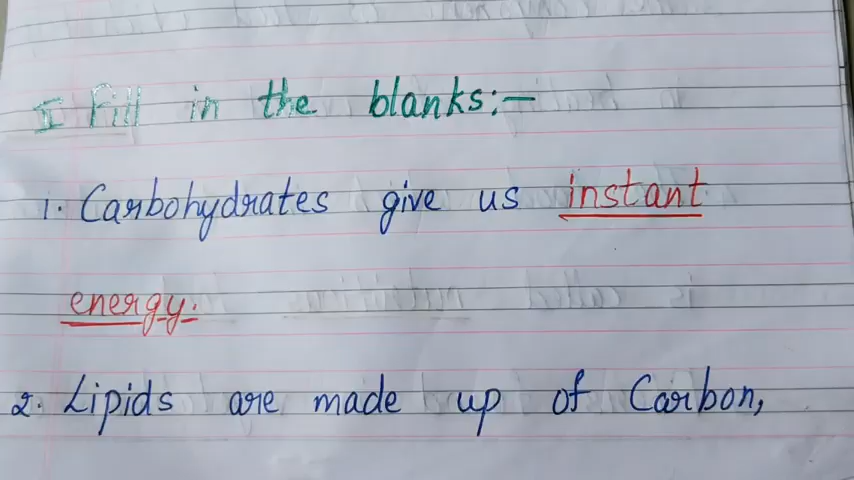 I Fill in the blanks:-
1. Carbohydrates give us instant
energy.
2. Lipids are made up of Carbon,